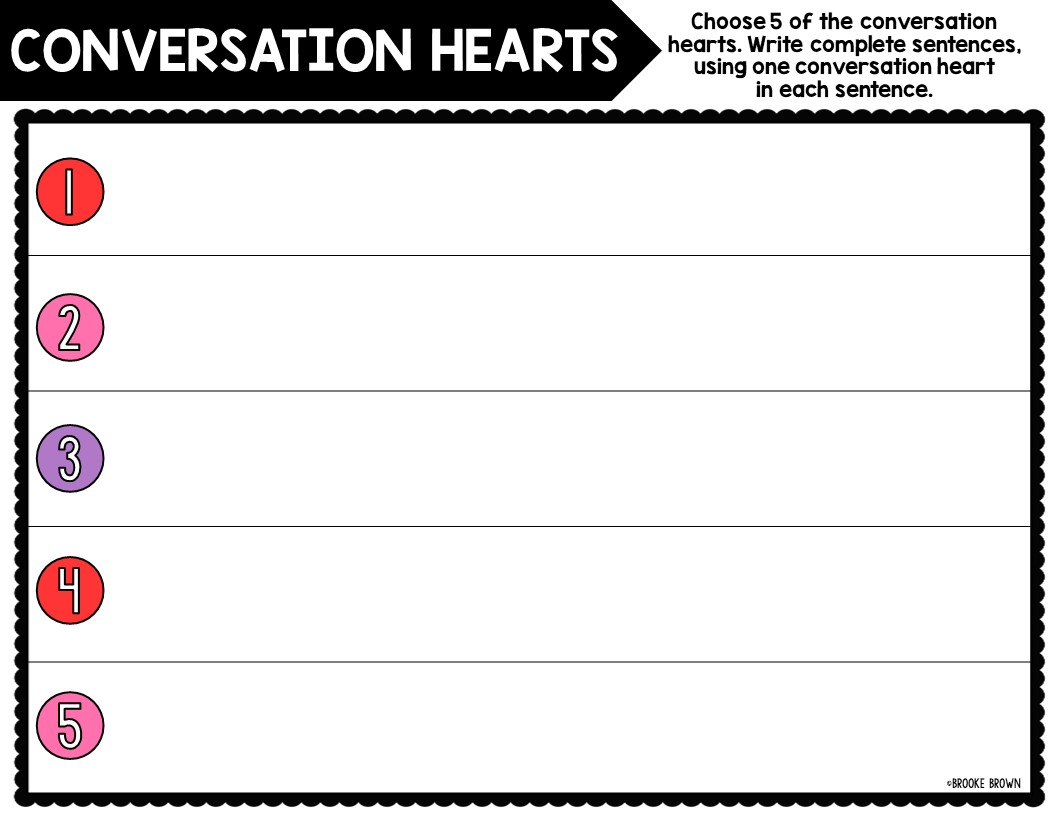 CONVERSATION HEARTS
Choose 5 of the conversation
hearts. Write complete sentences,
using one conversation heart
in each sentence.
1
2
3
4
5
©BROOKE BROWN